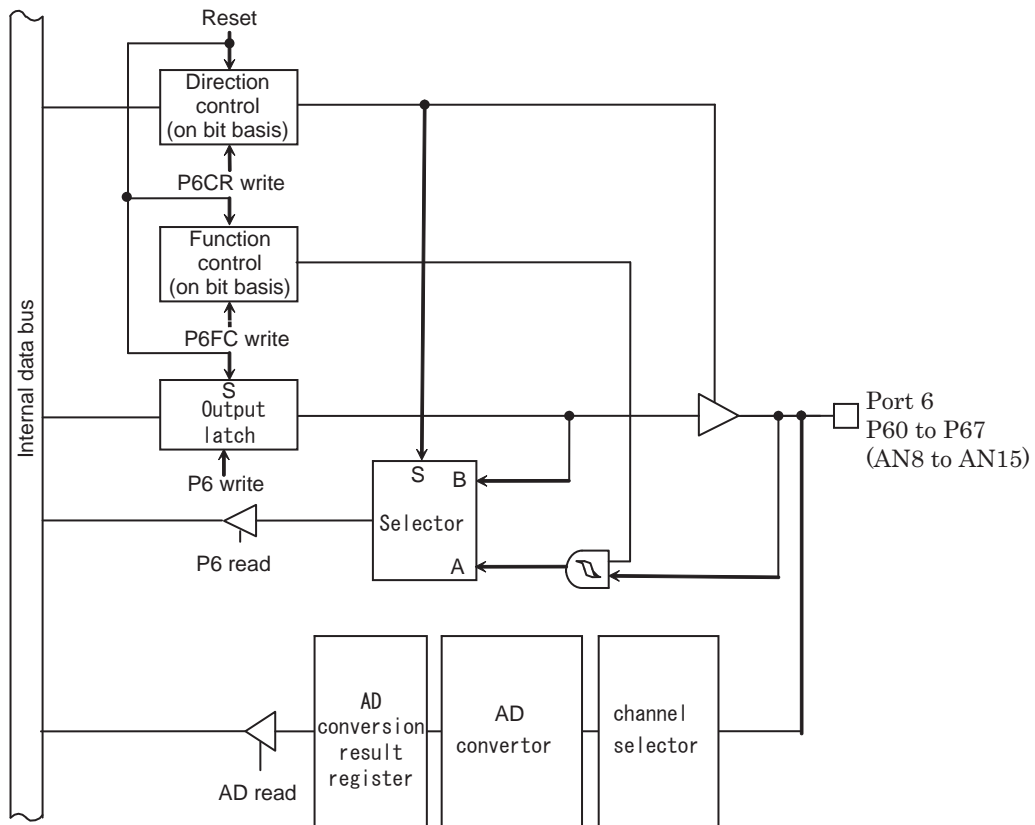 Reset
Direction
control
(on bit basis)
P6CR write
Function
control
(on bit basis)
P6FC write
S
Output
latch
P6 write
Internal data bus
Port 6
P60 to P67
(AN8 to AN15)
S
B
Selector
A
P6 read
AD
conversion
result
register
AD
convertor
channel
selector
AD read